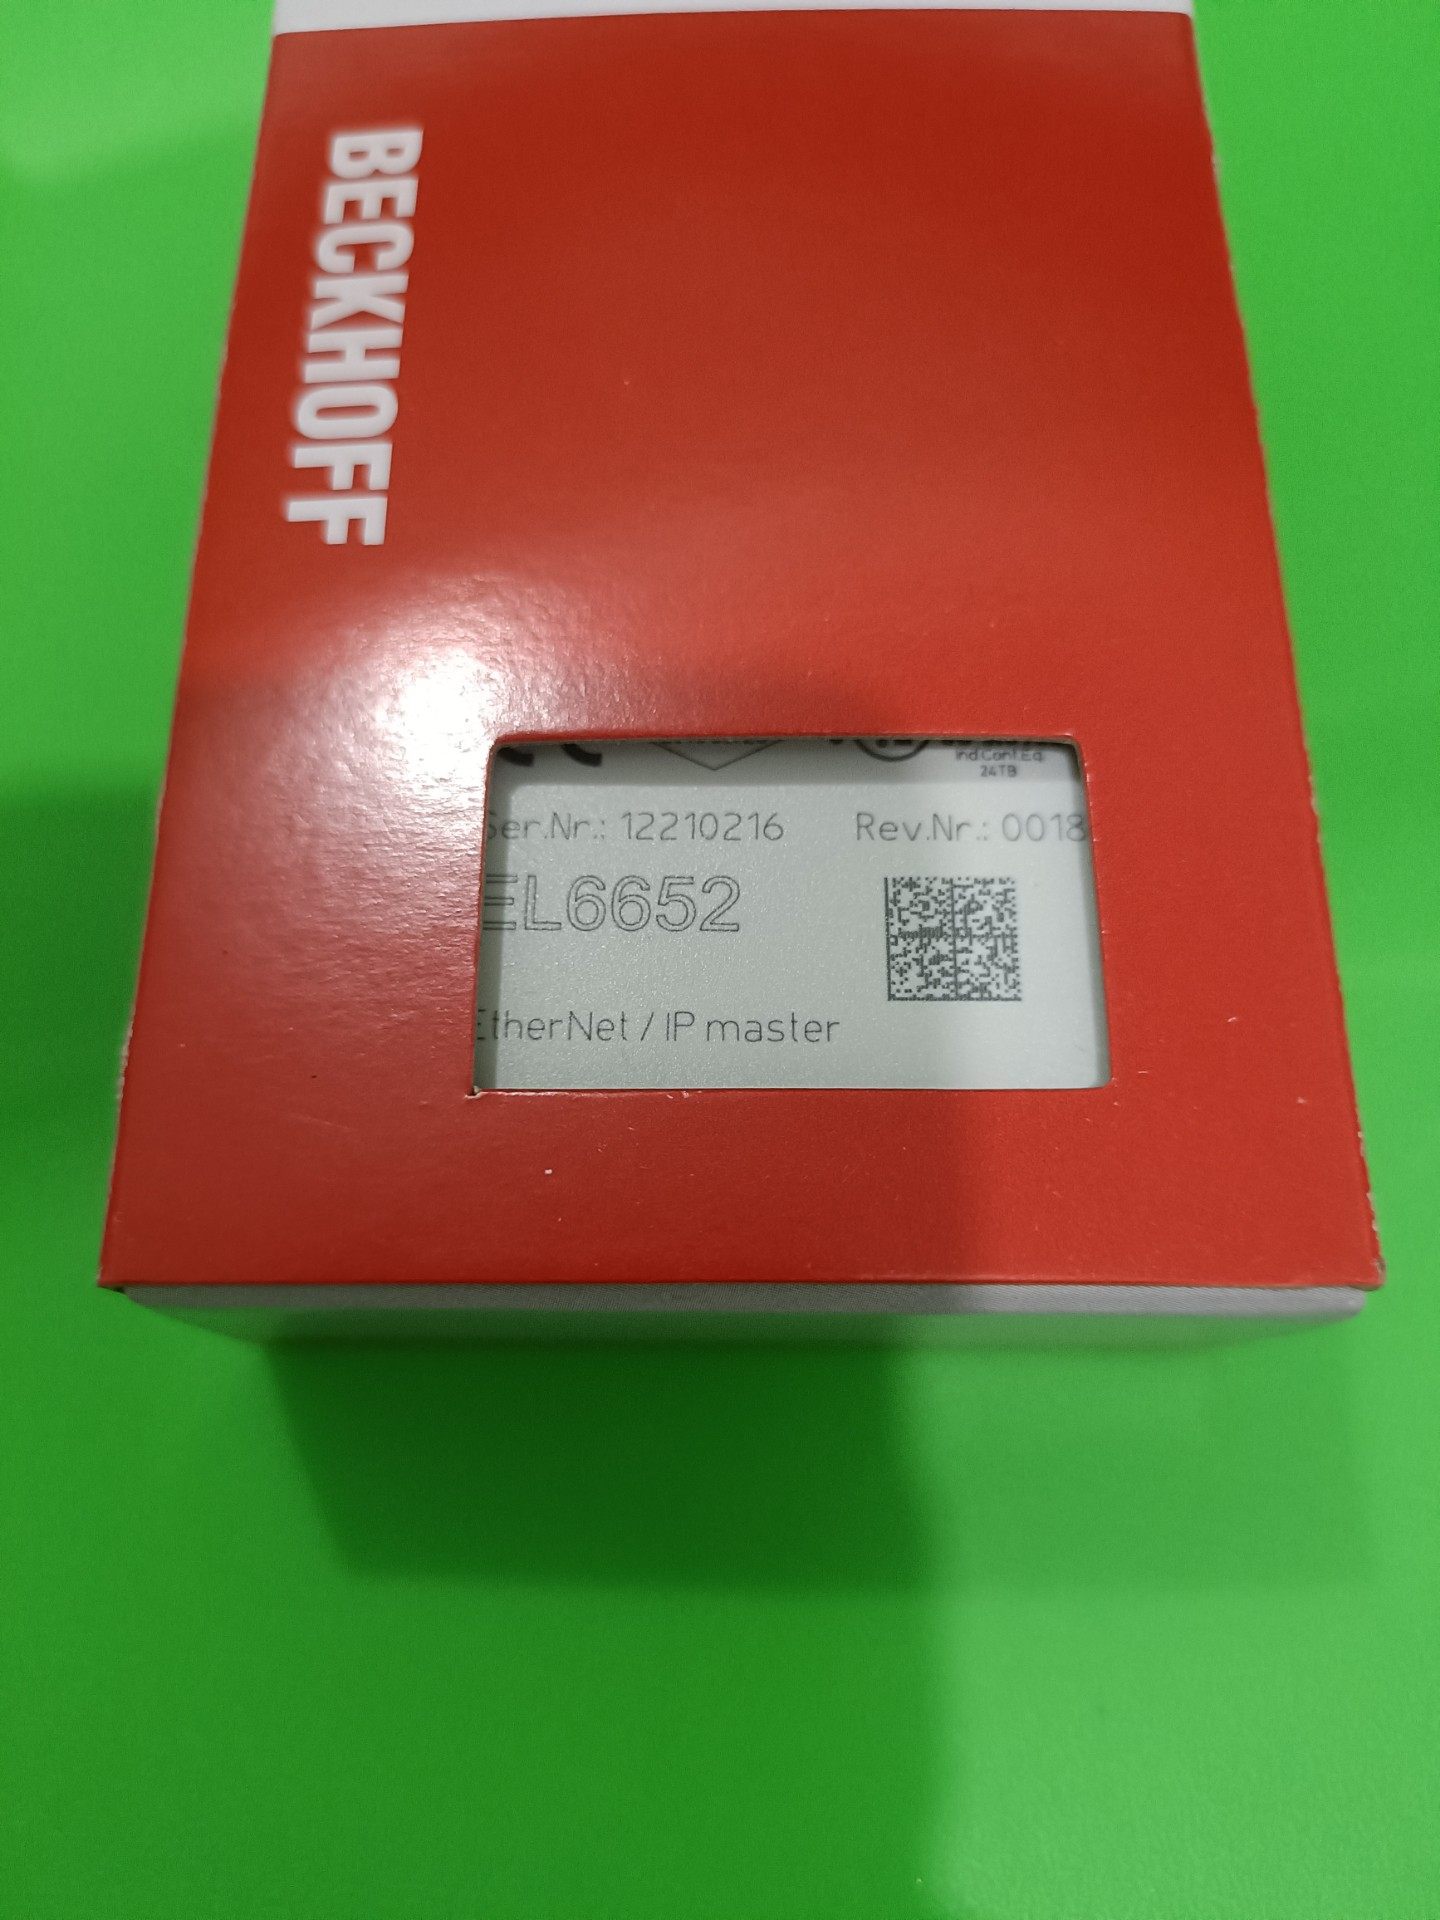 BECKHOFF
Ind.Cont.Eq.
24TB
Ser.Nr.: 12210216 Rev.Nr.: 0018
EL6652
EtherNet / IP master